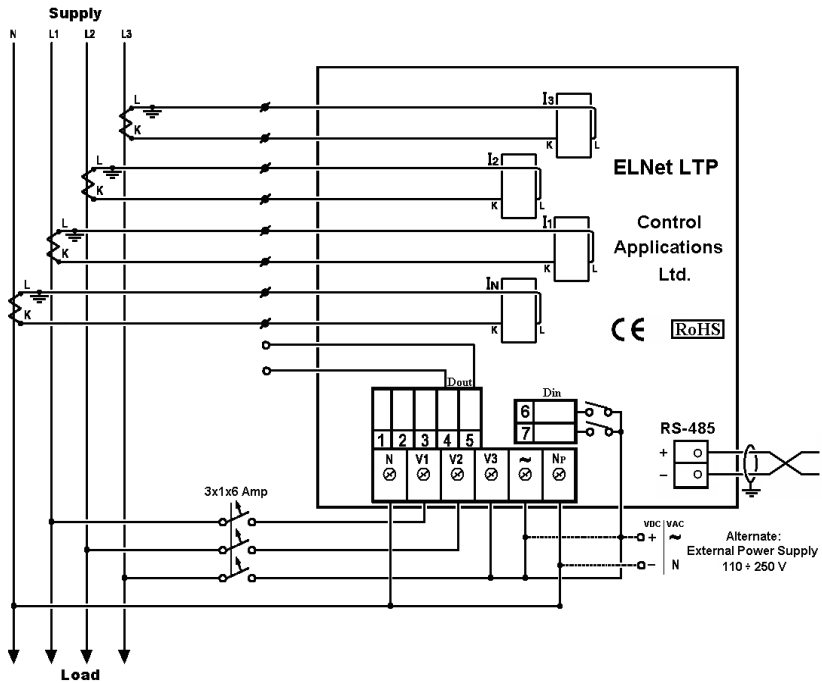 Supply
N L1 L2 L3
L
K
I3
K L
L
K
I2
K L
L
K
I1
K L
L
K
IN
K L
ELNet LTP
Control
Applications
Ltd.
CE RoHS
Dout
Din
6
7
1 2 3 4 5
N V1 V2 V3 ~ NP
RS-485
+
–
3x1x6 Amp
VDC VAC
+ ~
– N
Alternate:
External Power Supply
110 ÷ 250 V
Load